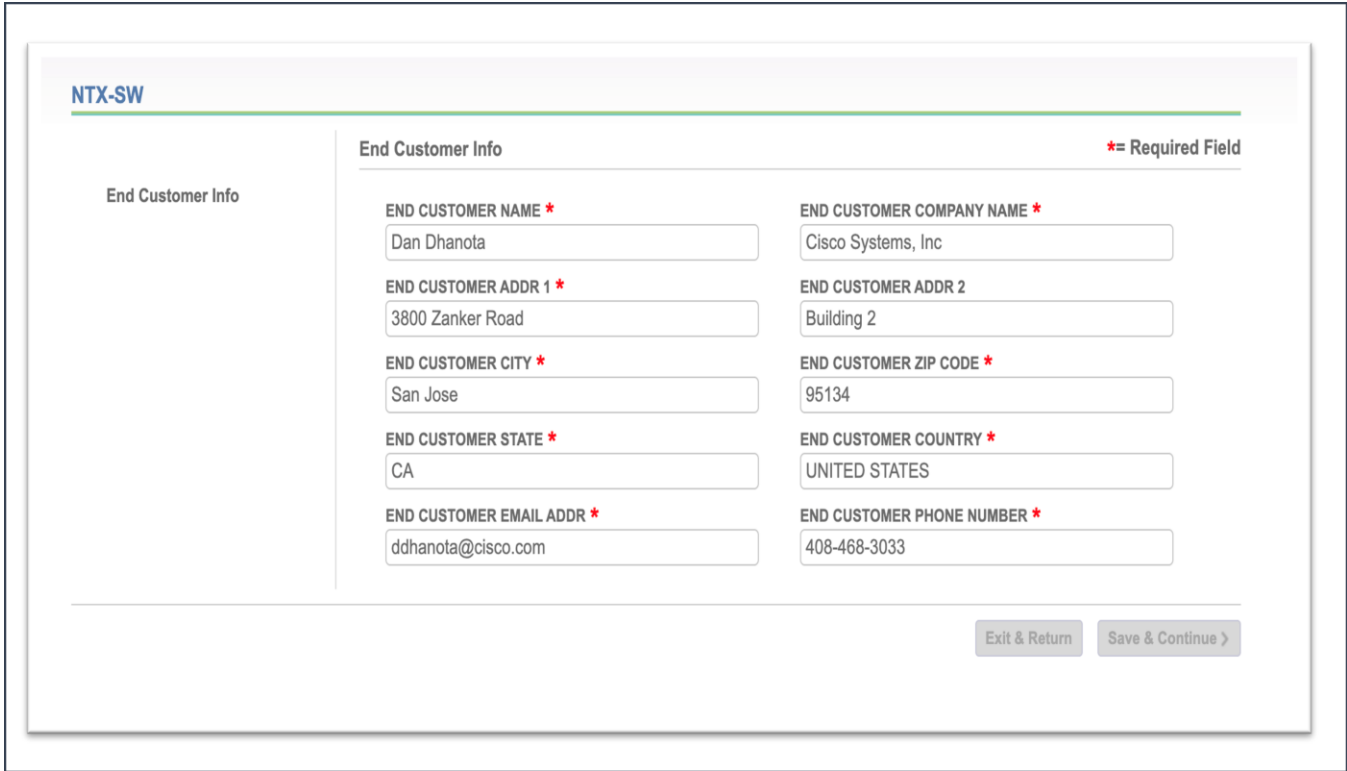 NTX-SW
End Customer Info
*= Required Field
End Customer Info
END CUSTOMER NAME *
END CUSTOMER COMPANY NAME *
Dan Dhanota
Cisco Systems, Inc
END CUSTOMER ADDR 1 *
END CUSTOMER ADDR 2
3800 Zanker Road
Building 2
END CUSTOMER CITY *
END CUSTOMER ZIP CODE *
San Jose
95134
END CUSTOMER STATE *
END CUSTOMER COUNTRY *
CA
UNITED STATES
END CUSTOMER EMAIL ADDR *
END CUSTOMER PHONE NUMBER *
ddhanota@cisco.com
408-468-3033
Exit & Return
Save & Continue ❯